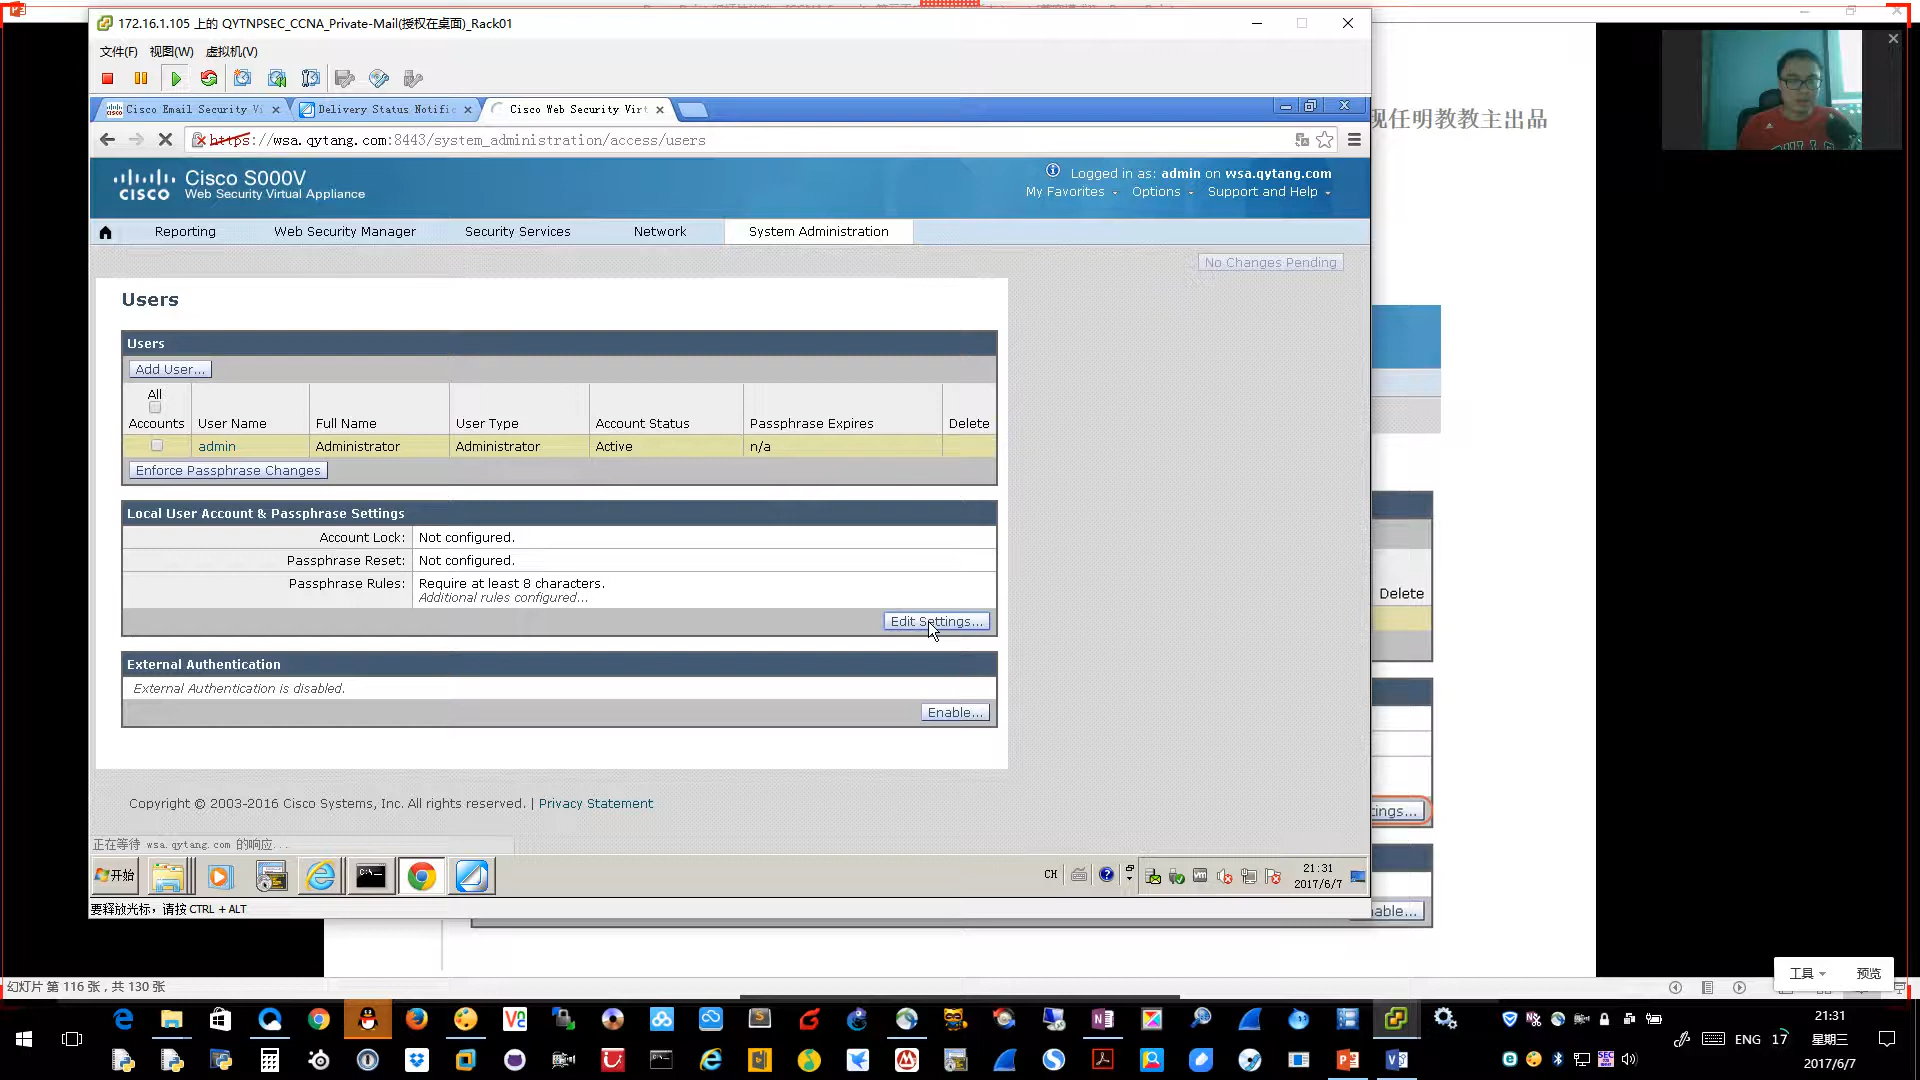 172.16.1.105 上的 QYTNPSEC_CCNA_Private-Mail(授权在桌面)_Rack01
文件(F) 视图(W) 虚拟机(V)
现任明教教主出品
Cisco Email Security Vi
Delivery Status Notific
Cisco Web Security Virt
https://wsa.qytang.com:8443/system_administration/access/users
CISCO
Cisco S000V
Web Security Virtual Appliance
Logged in as: admin on wsa.qytang.com
My Favorites Options Support and Help
Reporting Web Security Manager Security Services Network System Administration
No Changes Pending
Users
Users
Add User...
All
Accounts User Name Full Name User Type Account Status Passphrase Expires Delete
admin Administrator Administrator Active n/a
Enforce Passphrase Changes
Local User Account & Passphrase Settings
Account Lock: Not configured.
Passphrase Reset: Not configured.
Passphrase Rules: Require at least 8 characters.
Additional rules configured...
Edit Settings...
External Authentication
External Authentication is disabled.
Enable...
Delete
tings...
able...
Copyright © 2003-2016 Cisco Systems, Inc. All rights reserved. | Privacy Statement
正在等待 wsa.qytang.com 的响应...
开始
CH
21:31
2017/6/7
要释放光标，请按 CTRL + ALT
工具 预览
幻灯片 第 116 张，共 130 张
ENG 17
21:31
星期三
2017/6/7